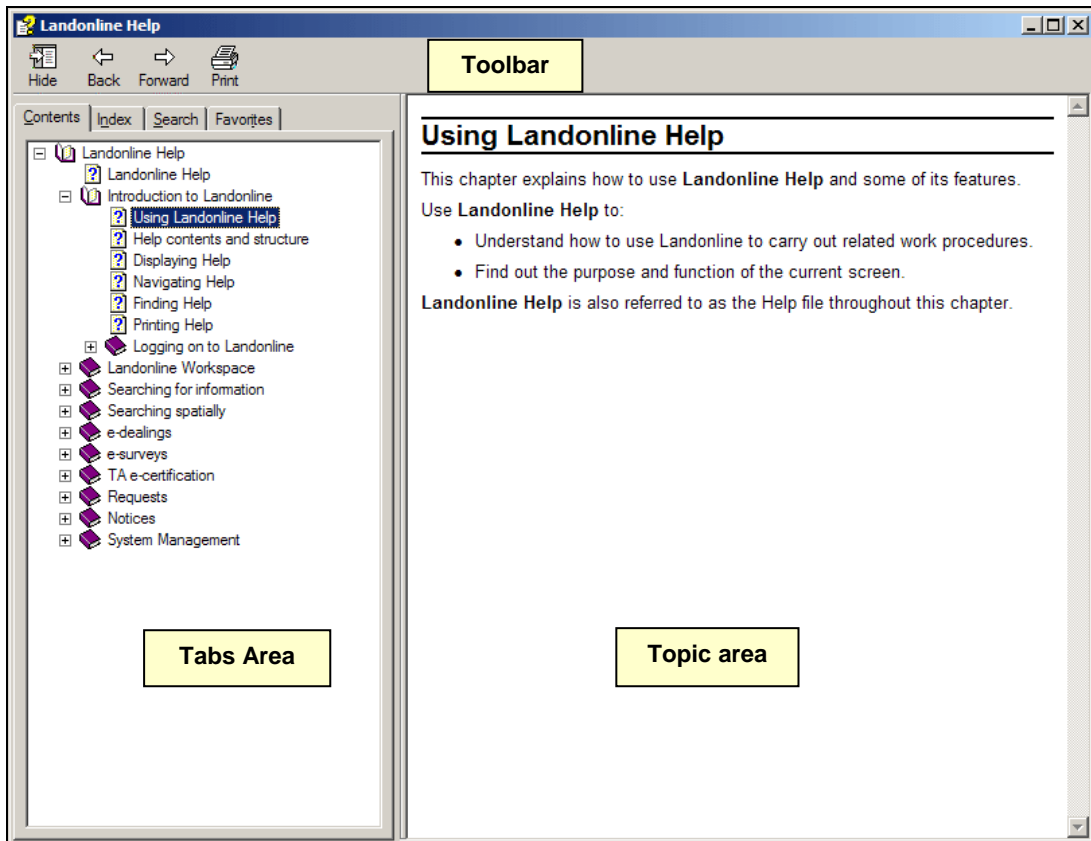 Landonline Help
Hide Back Forward Print
Toolbar
Contents Index Search Favorites
Landonline Help
Landonline Help
Introduction to Landonline
Using Landonline Help
Help contents and structure
Displaying Help
Navigating Help
Finding Help
Printing Help
Logging on to Landonline
Landonline Workspace
Searching for information
Searching spatially
e-dealings
e-surveys
TA e-certification
Requests
Notices
System Management
Tabs Area
Using Landonline Help
This chapter explains how to use Landonline Help and some of its features.
Use Landonline Help to:
• Understand how to use Landonline to carry out related work procedures.
• Find out the purpose and function of the current screen.
Landonline Help is also referred to as the Help file throughout this chapter.
Topic area